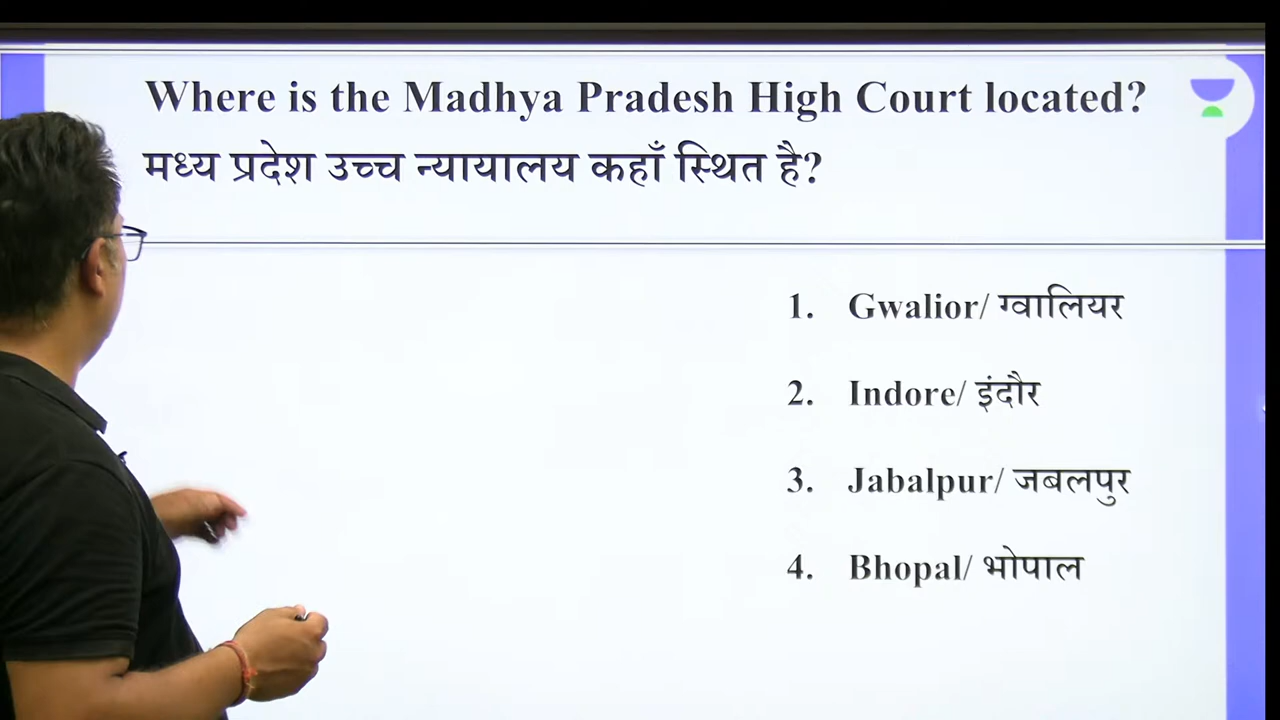 Where is the Madhya Pradesh High Court located?
मध्य प्रदेश उच्च न्यायालय कहाँ स्थित है?
1. Gwalior/ ग्वालियर
2. Indore/ इंदौर
3. Jabalpur/ जबलपुर
4. Bhopal/ भोपाल